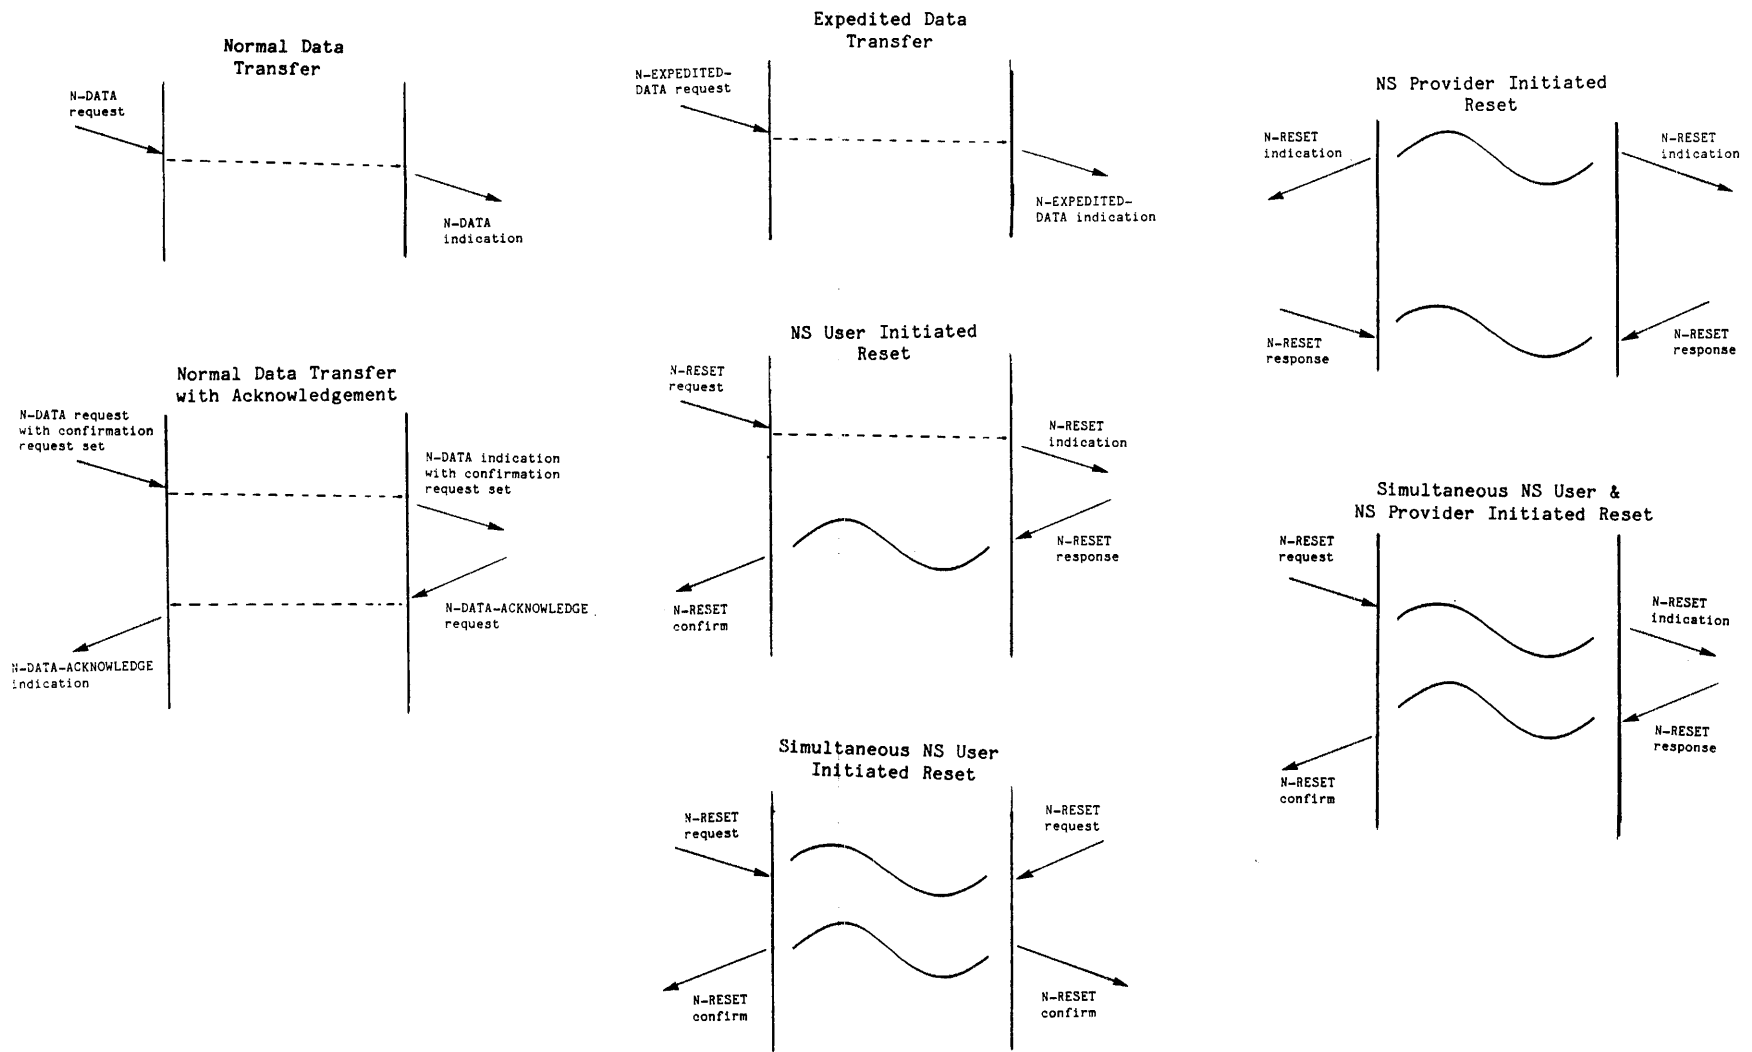 Normal Data
Transfer
N-DATA
request
N-DATA
indication
Normal Data Transfer
with Acknowledgement
N-DATA request
with confirmation
request set
N-DATA indication
with confirmation
request set
N-DATA-ACKNOWLEDGE
request
N-DATA-ACKNOWLEDGE
indication
Expedited Data
Transfer
N-EXPEDITED-
DATA request
N-EXPEDITED-
DATA indication
NS User Initiated
Reset
N-RESET
request
N-RESET
indication
N-RESET
response
N-RESET
confirm
Simultaneous NS User
Initiated Reset
N-RESET
request
N-RESET
request
N-RESET
confirm
N-RESET
confirm
NS Provider Initiated
Reset
N-RESET
indication
N-RESET
indication
N-RESET
response
N-RESET
response
Simultaneous NS User &
NS Provider Initiated Reset
N-RESET
request
N-RESET
indication
N-RESET
response
N-RESET
confirm